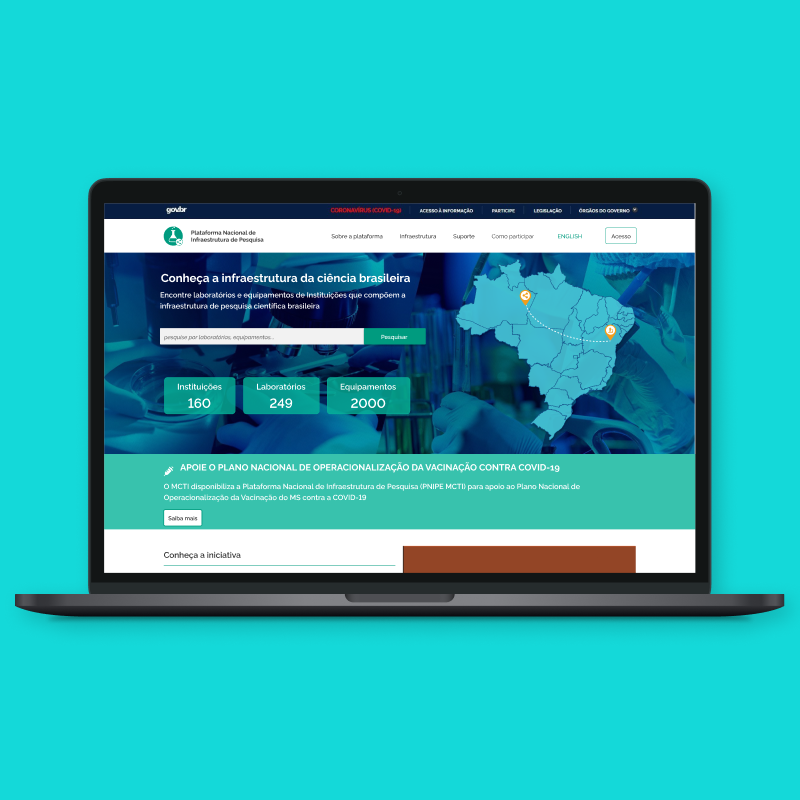 gov.br
CORONAVÍRUS (COVID-19) ACESSO À INFORMAÇÃO PARTICIPE LEGISLAÇÃO ÓRGÃOS DO GOVERNO
Plataforma Nacional de
Infraestrutura de Pesquisa
Sobre a plataforma Infraestrutura Suporte Como participar ENGLISH Acesso
Conheça a infraestrutura da ciência brasileira
Encontre laboratórios e equipamentos de Instituições que compõem a
infraestrutura de pesquisa científica brasileira
pesquise por laboratórios, equipamentos... Pesquisar
Instituições Laboratórios Equipamentos
160 249 2000
APOIE O PLANO NACIONAL DE OPERACIONALIZAÇÃO DA VACINAÇÃO CONTRA COVID-19
O MCTI disponibiliza a Plataforma Nacional de Infraestrutura de Pesquisa (PNIPE MCTI) para apoio ao Plano Nacional de
Operacionalização da Vacinação do MS contra a COVID-19
Saiba mais
Conheça a iniciativa